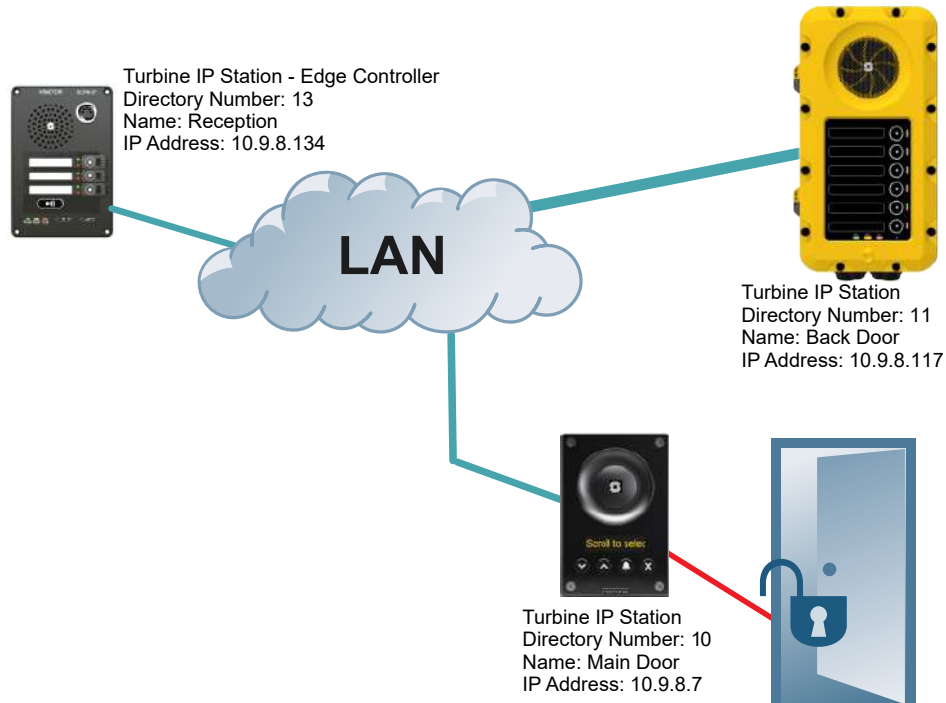 Turbine IP Station - Edge Controller
Directory Number: 13
Name: Reception
IP Address: 10.9.8.134
LAN
Turbine IP Station
Directory Number: 11
Name: Back Door
IP Address: 10.9.8.117
Scroll to selec
Turbine IP Station
Directory Number: 10
Name: Main Door
IP Address: 10.9.8.7